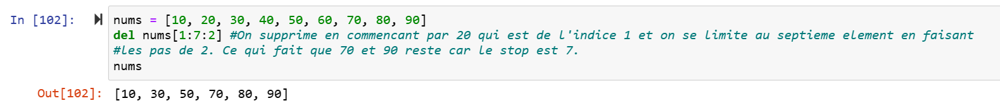 In [102]: nums = [10, 20, 30, 40, 50, 60, 70, 80, 90]
del nums[1:7:2] #On supprime en commencant par 20 qui est de l'indice 1 et on se limite au septieme element en faisant
#les pas de 2. Ce qui fait que 70 et 90 reste car le stop est 7.
nums
Out[102]: [10, 30, 50, 70, 80, 90]